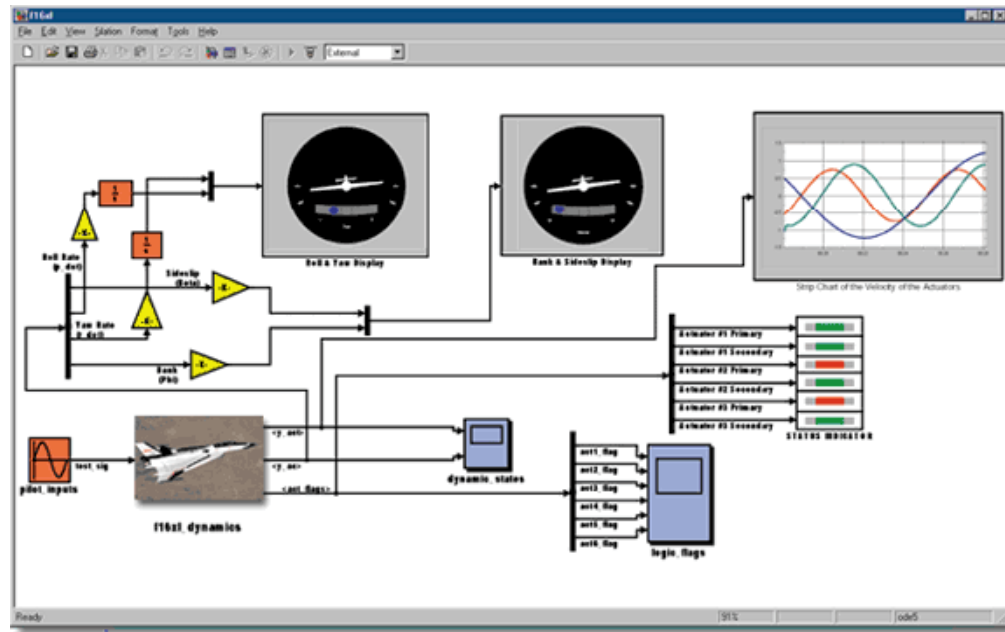 f16xl
File Edit View Simulation Format Tools Help
External
Roll Rate
(p_dot)
Sideslip
(Beta)
Yaw Rate
(r_dot)
Bank
(Phi)
-K-
-K-
-K-
-K-
1
s
1
s
Roll & Yaw Display
Bank & Sideslip Display
Strip Chart of the Velocity of the Actuators
Actuator #1 Primary
Actuator #1 Secondary
Actuator #2 Primary
Actuator #2 Secondary
Actuator #3 Primary
Actuator #3 Secondary
STATUS INDICATOR
test_sig
pilot_inputs
<y_act>
<y_ac>
<act_flags>
f16xl_dynamics
dynamic_states
act1_flag
act2_flag
act3_flag
act4_flag
act5_flag
act6_flag
logic_flags
Ready
91%
ode5